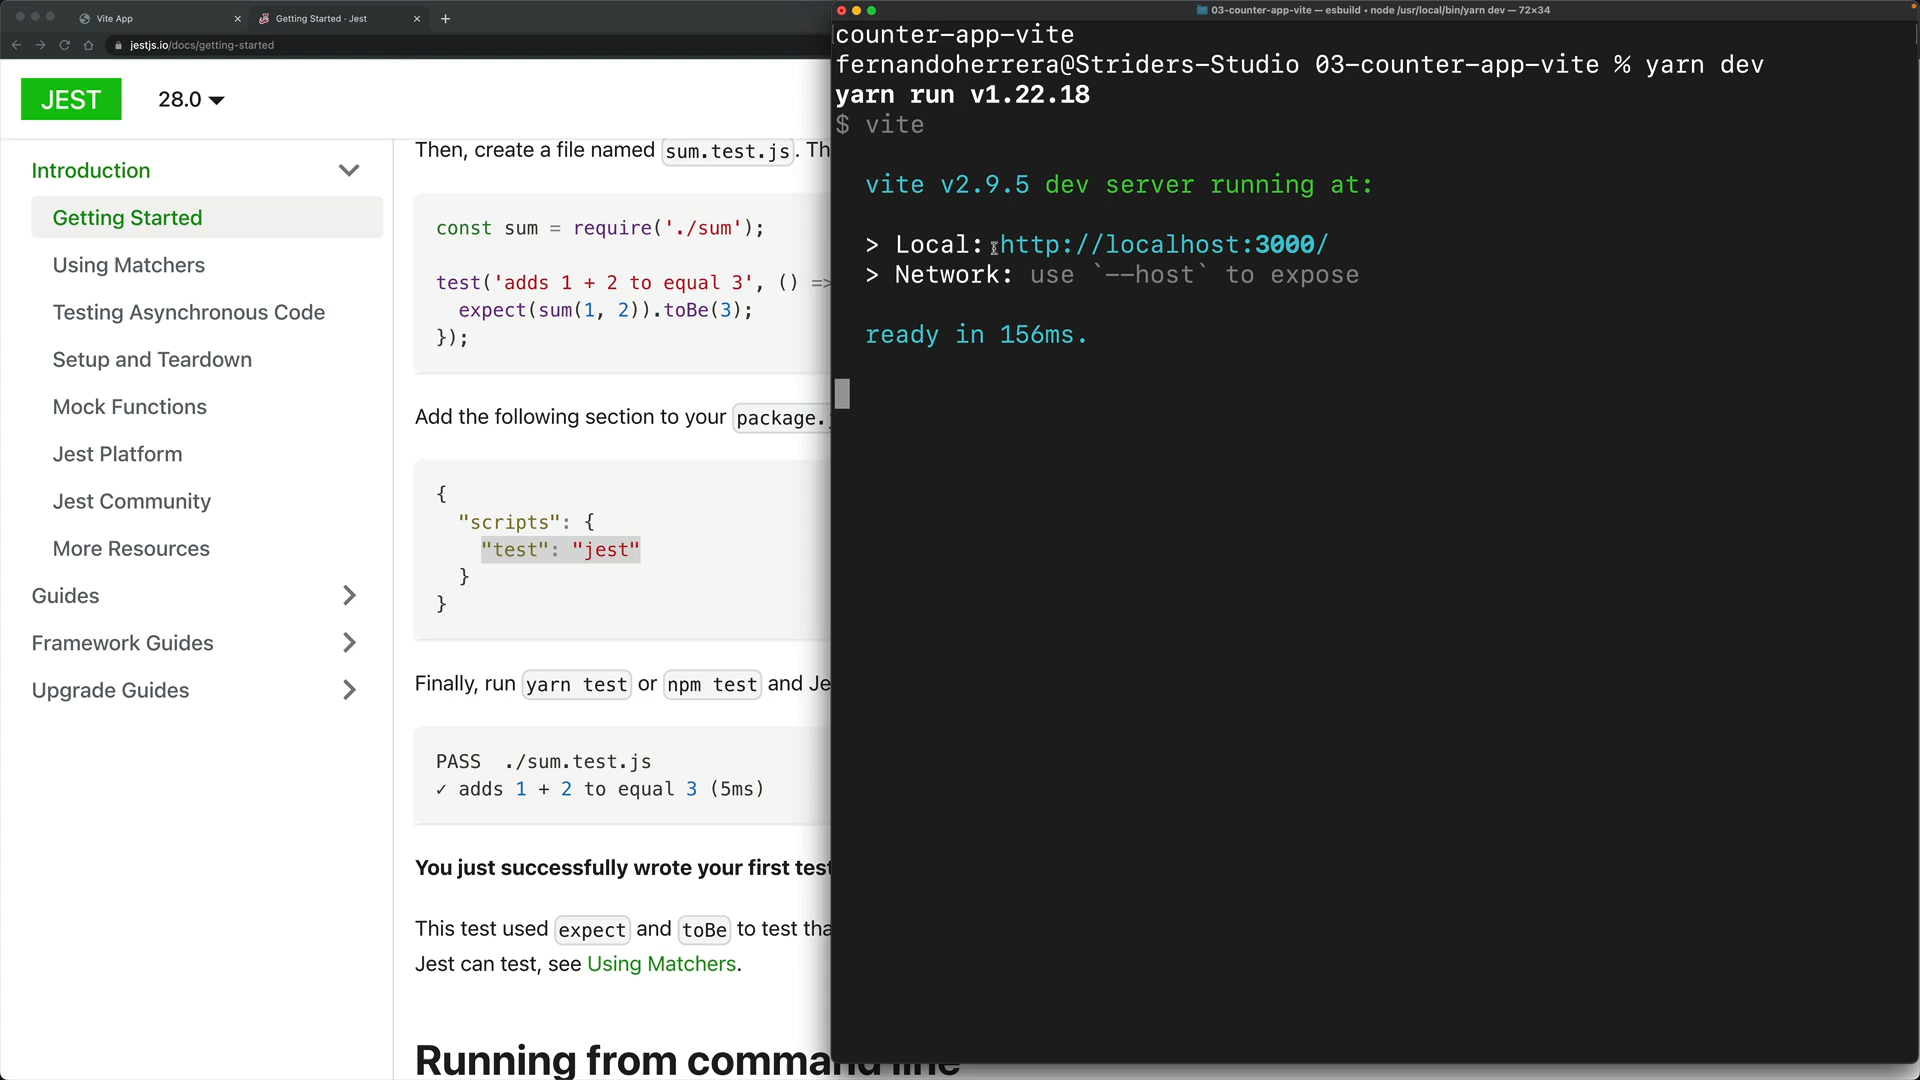 Vite App
Getting Started · Jest
jestjs.io/docs/getting-started
JEST
28.0
Introduction
Getting Started
Using Matchers
Testing Asynchronous Code
Setup and Teardown
Mock Functions
Jest Platform
Jest Community
More Resources
Guides
Framework Guides
Upgrade Guides
Then, create a file named sum.test.js. Th
const sum = require('./sum');
test('adds 1 + 2 to equal 3', () =>
expect(sum(1, 2)).toBe(3);
});
Add the following section to your package.j
{
"scripts": {
"test": "jest"
}
}
Finally, run yarn test or npm test and Je
PASS ./sum.test.js
✓ adds 1 + 2 to equal 3 (5ms)
You just successfully wrote your first test
This test used expect and toBe to test tha
Jest can test, see Using Matchers.
Running from command line
03-counter-app-vite — esbuild ◂ node /usr/local/bin/yarn dev — 72×34
counter-app-vite
fernandoherrera@Striders-Studio 03-counter-app-vite % yarn dev
yarn run v1.22.18
$ vite
vite v2.9.5 dev server running at:
> Local: http://localhost:3000/
> Network: use `--host` to expose
ready in 156ms.